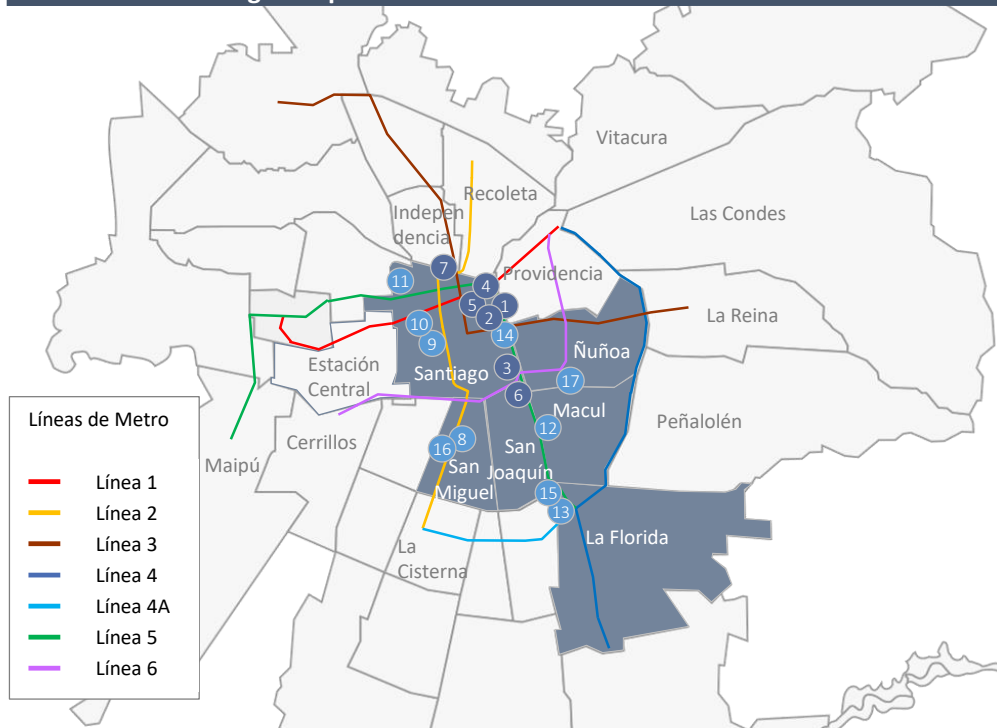 Vitacura
Recoleta
Las Condes
Indepen
dencia
7
Providencia
11
4
5
1
2
La Reina
10
14
9
Ñuñoa
Estación
Central
Santiago
3
17
6
Macul
Líneas de Metro
Peñalolén
Cerrillos
12
8
16
San
Joaquín
Maipú
San
Miguel
Línea 1
15
13
Línea 2
La Florida
Línea 3
La
Cisterna
Línea 4
Línea 4A
Línea 5
Línea 6